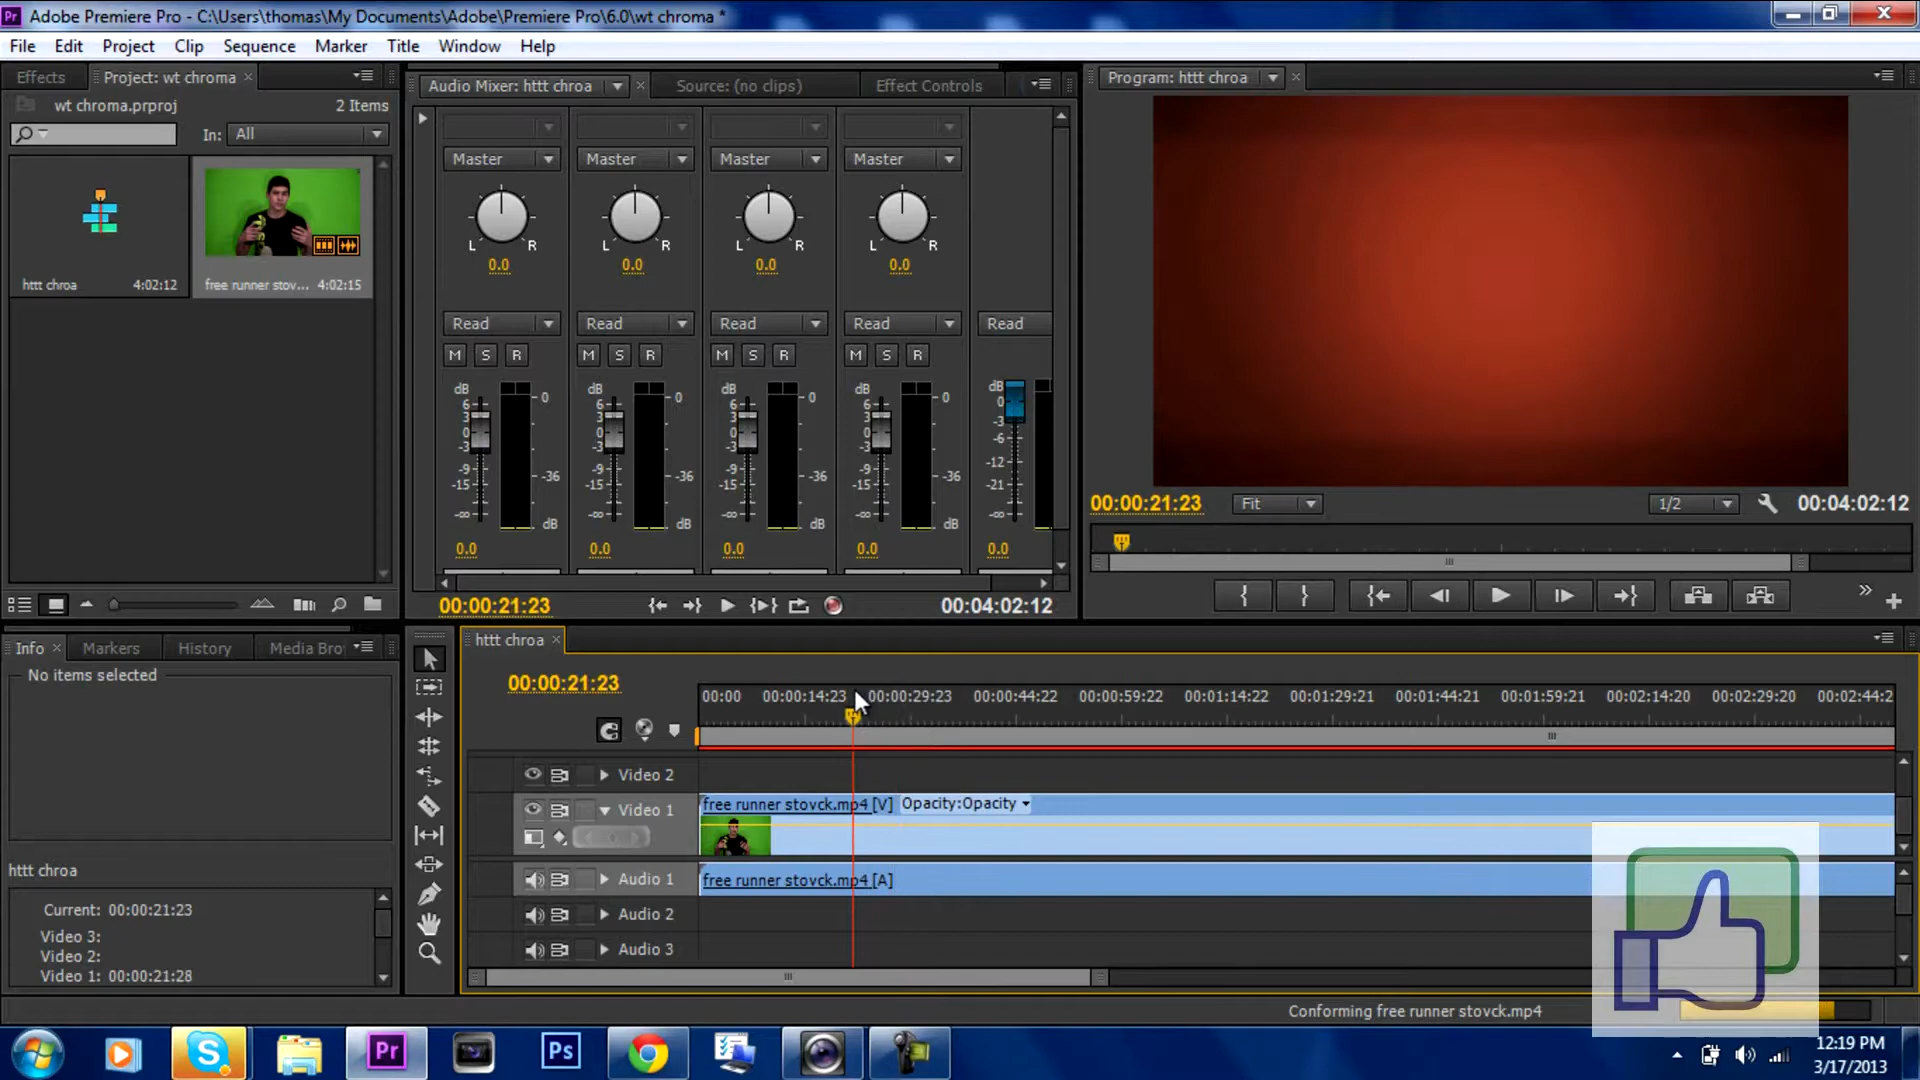 Adobe Premiere Pro - C:\Users\thomas\My Documents\Adobe\Premiere Pro\6.0\wt chroma *
File Edit Project Clip Sequence Marker Title Window Help
Effects Project: wt chroma
wt chroma.prproj 2 Items
In: All
httt chroa 4:02:12
free runner stov... 4:02:15
Audio Mixer: httt chroa Source: (no clips) Effect Controls
Master Master Master Master
L R L R L R L R
0.0 0.0 0.0 0.0
Read Read Read Read Read
M S R M S R M S R M S R
dB 0 dB 0 dB 0 dB 0 dB
6 6 6 6
3 3 3 3
0 0 0 0 0
-3 -3 -3 -3 -3
-6
-9 -9 -9 -9
-12
-36 -36 -36 -36
-15 -15 -15 -15 -21
-∞ -∞ -∞ -∞ -∞
dB dB dB dB
0.0 0.0 0.0 0.0 0.0
00:00:21:23 00:04:02:12
Program: httt chroa
00:00:21:23 Fit 1/2 00:04:02:12
Info Markers History Media Bro
No items selected
httt chroa
Current: 00:00:21:23
Video 3:
Video 2:
Video 1: 00:00:21:28
httt chroa
00:00:21:23
00:00 00:00:14:23 00:00:29:23 00:00:44:22 00:00:59:22 00:01:14:22 00:01:29:21 00:01:44:21 00:01:59:21 00:02:14:20 00:02:29:20 00:02:44:2
Video 2
Video 1
free runner stovck.mp4 [V] Opacity:Opacity
Audio 1
free runner stovck.mp4 [A]
Audio 2
Audio 3
Conforming free runner stovck.mp4
Pr
Ps
12:19 PM
3/17/2013